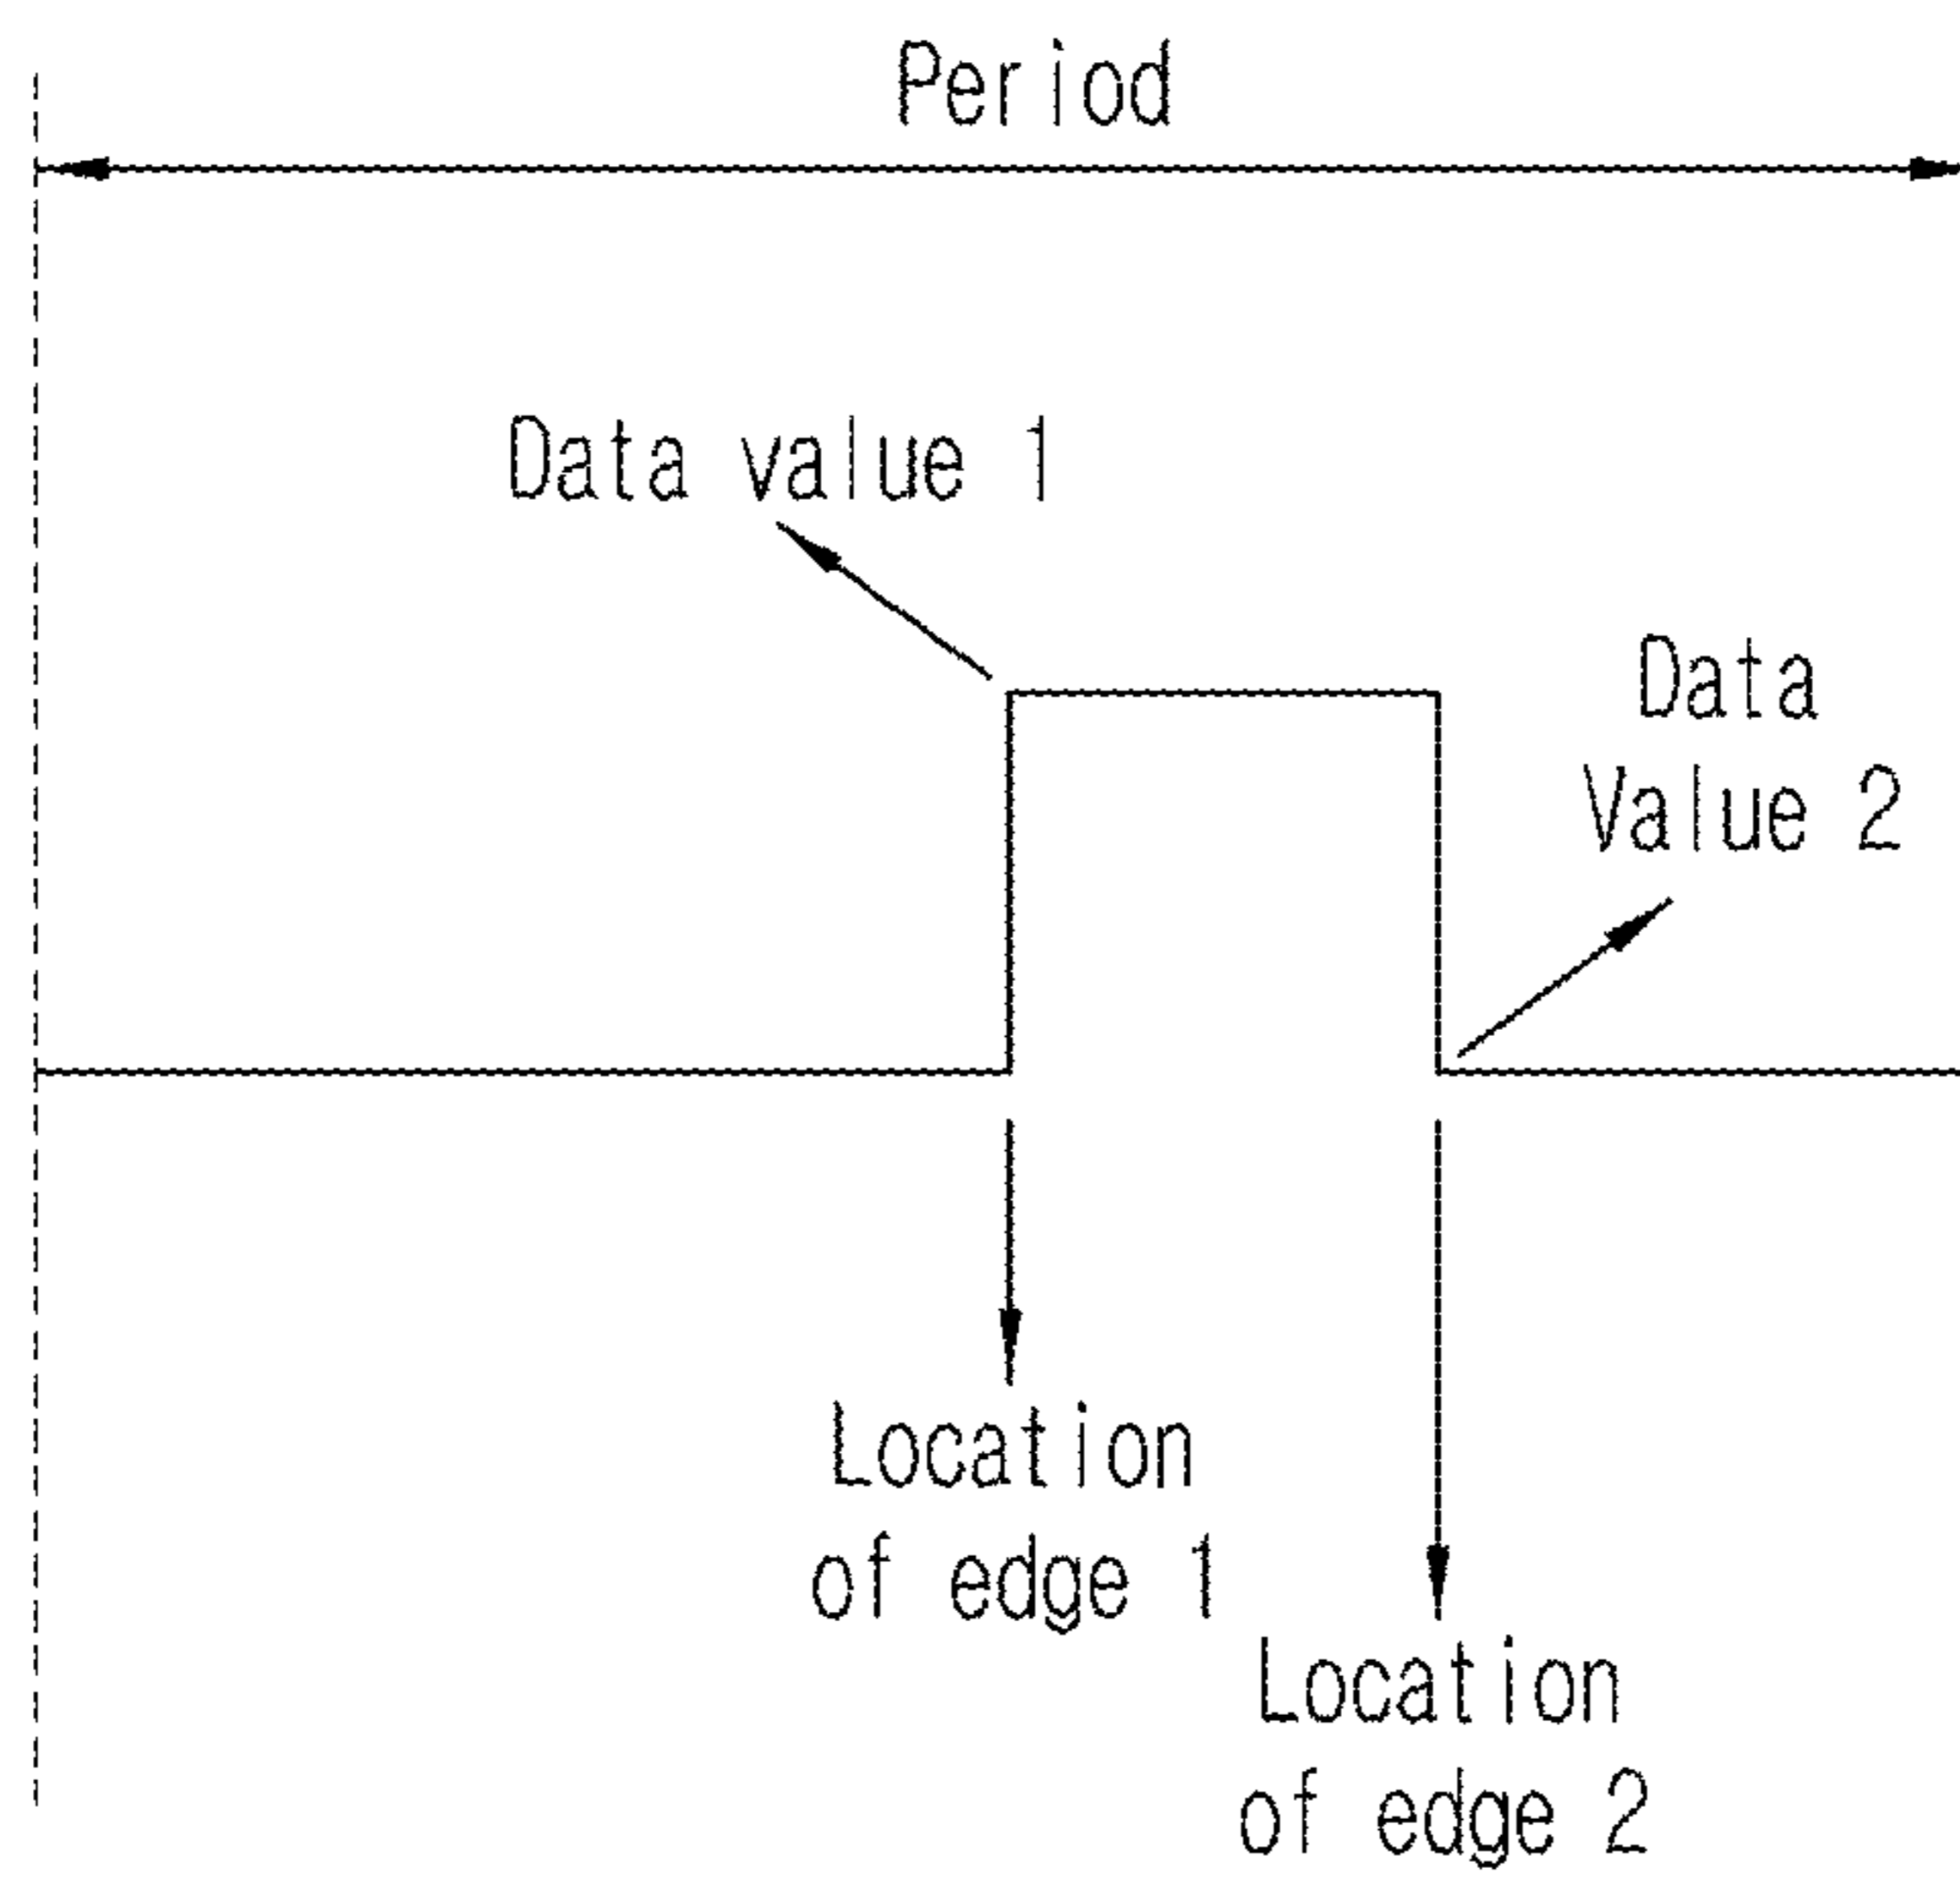 Period
Data value 1
Data
Value 2
Location
of edge 1
Location
of edge 2